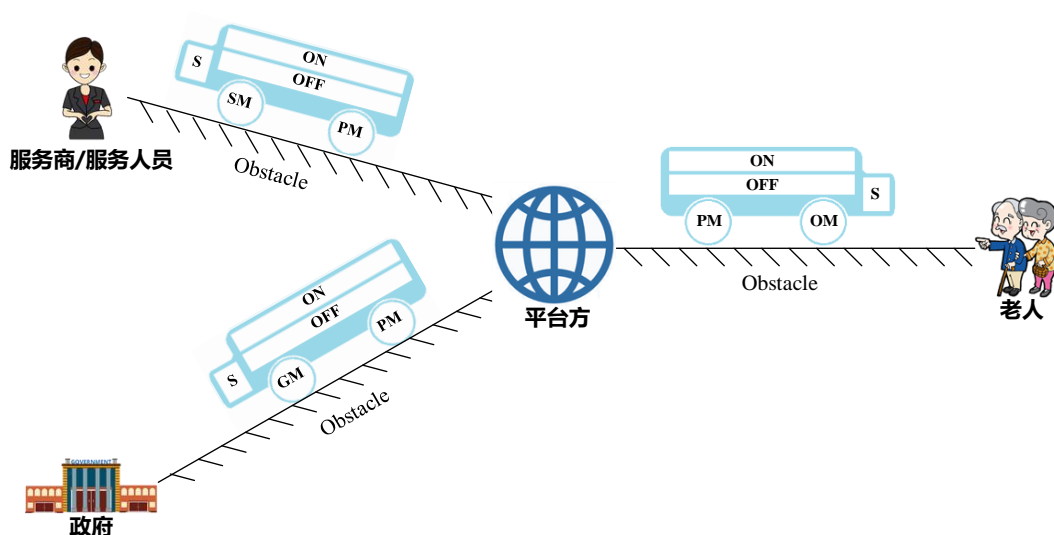 ON
OFF
S
SM
PM
Obstacle
服务商/服务人员
ON
OFF
S
PM
OM
Obstacle
平台方
老人
ON
OFF
S
GM
PM
Obstacle
GOVERNMENT
政府